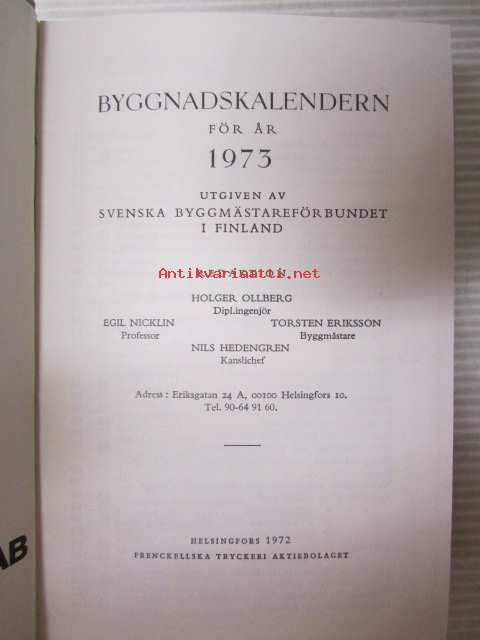 BYGGNADSKALENDERN
FÖR ÅR
1973
UTGIVEN AV
SVENSKA BYGGMÄSTAREFÖRBUNDET
I FINLAND
REDAKTION
Antikvariaatti.net
HOLGER OLLBERG
Dipl.ingenjör
EGIL NICKLIN TORSTEN ERIKSSON
Professor Byggmästare
NILS HEDENGREN
Kanslichef
Adress : Eriksgatan 24 A, 00100 Helsingfors 10.
Tel. 90-64 91 60.
HELSINGFORS 1972
FRENCKELLSKA TRYCKERI AKTIEBOLAGET
AB